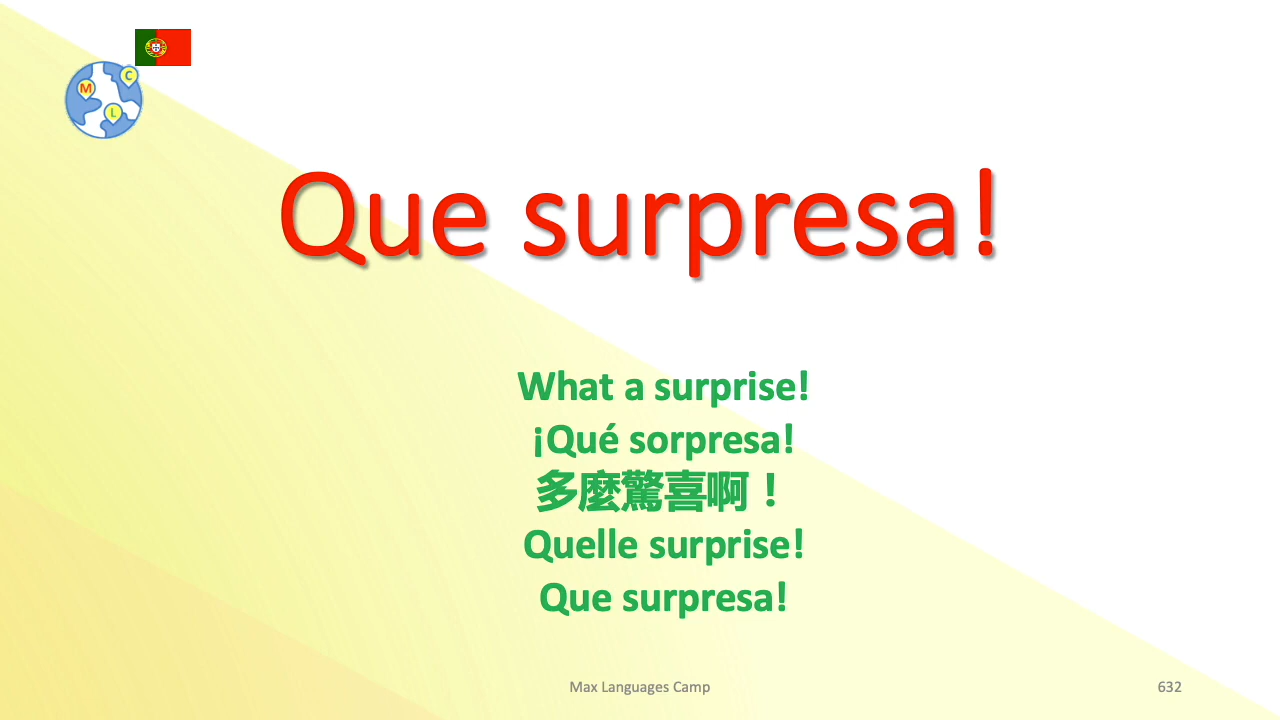 M
C
L
Que surpresa!
What a surprise!
¡Qué sorpresa!
多麼驚喜啊！
Quelle surprise!
Que surpresa!
Max Languages Camp
632